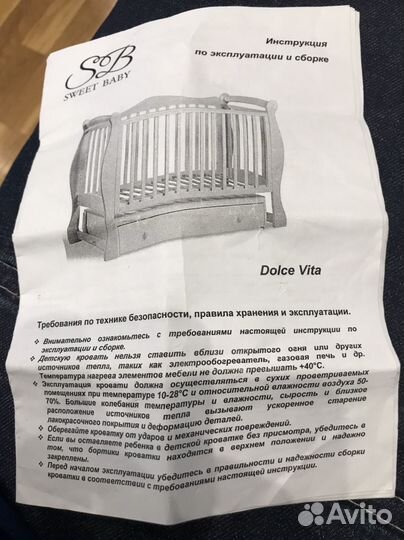 SB
SWEET BABY
Инструкция
по эксплуатации и сборке
Dolce Vita
Требования по технике безопасности, правила хранения и эксплуатации.
Внимательно ознакомьтесь с требованиями настоящей инструкции по
эксплуатации и сборке.
Детскую кровать нельзя ставить вблизи открытого огня или других
источников тепла, таких как электрообогреватель, газовая печь и др.
Температура нагрева элементов мебели не должна превышать +40°С.
Эксплуатация кровати должна осуществляться в сухих проветриваемых
помещениях при температуре 10-28°С и относительной влажности воздуха 50-
70%. Большие колебания температуры и влажности, сырость и близкое
расположение источников тепла вызывают ускоренное старение
лакокрасочного покрытия и деформацию деталей.
Оберегайте кроватку от ударов и механических повреждений.
Если вы оставляете ребенка в детской кроватке без присмотра, убедитесь в
том, что бортики кроватки находятся в верхнем положении и надежно
закреплены.
Перед началом эксплуатации убедитесь в правильности и надежности сборки
кроватки в соответствии с требованиями настоящей инструкции.
Avito